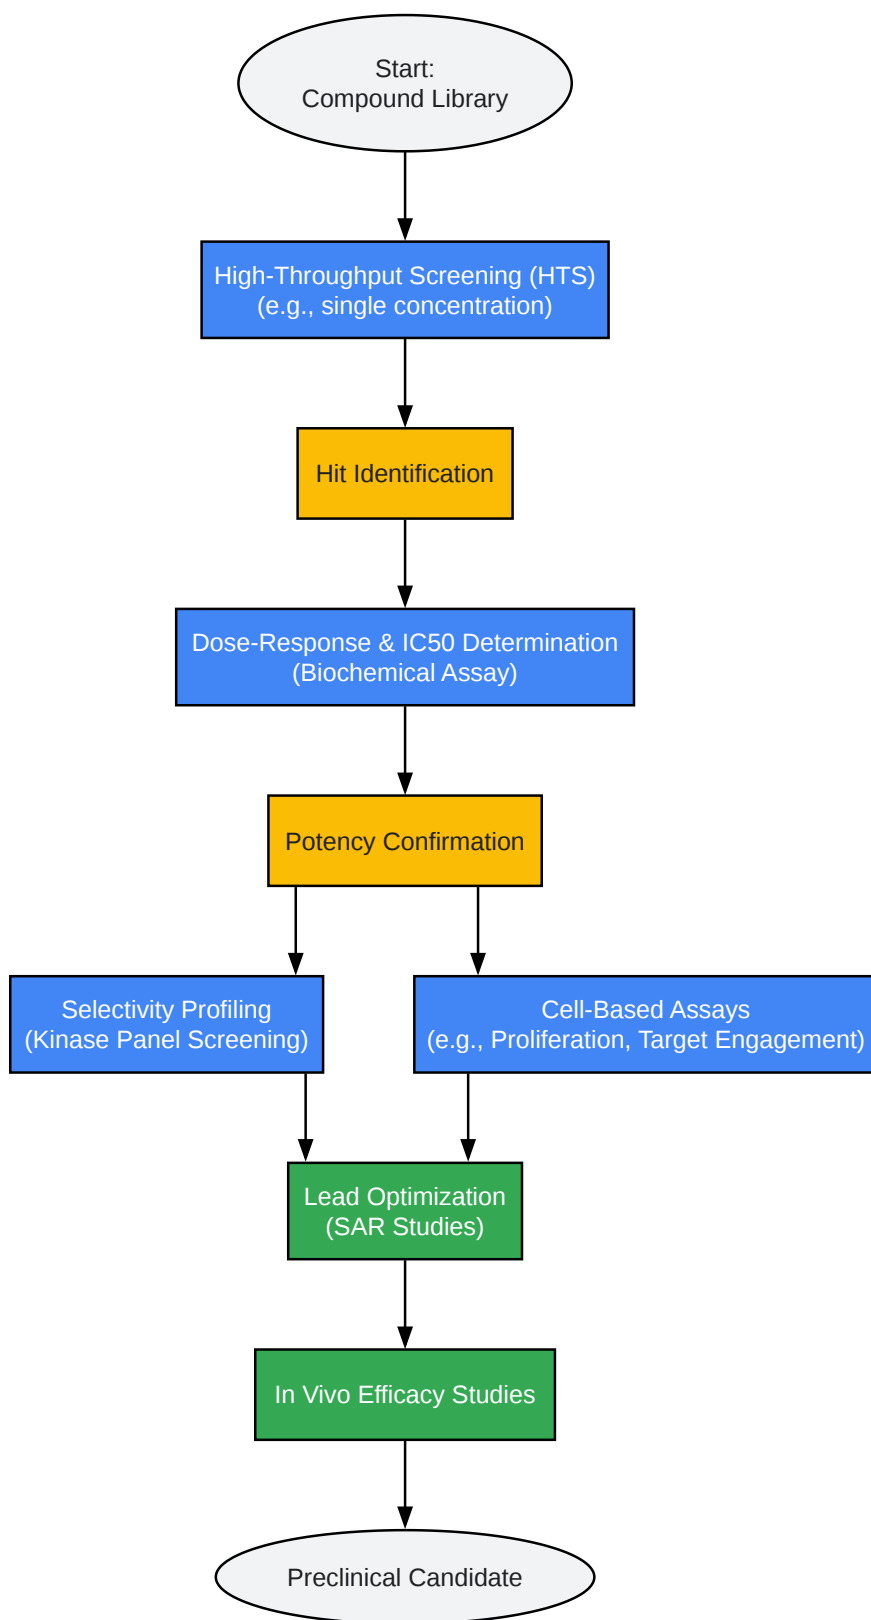 Start:
Compound Library
High-Throughput Screening (HTS)
(e.g., single concentration)
Hit Identification
Dose-Response & IC50 Determination
(Biochemical Assay)
Potency Confirmation
Selectivity Profiling
(Kinase Panel Screening)
Cell-Based Assays
(e.g., Proliferation, Target Engagement)
Lead Optimization
(SAR Studies)
In Vivo Efficacy Studies
Preclinical Candidate